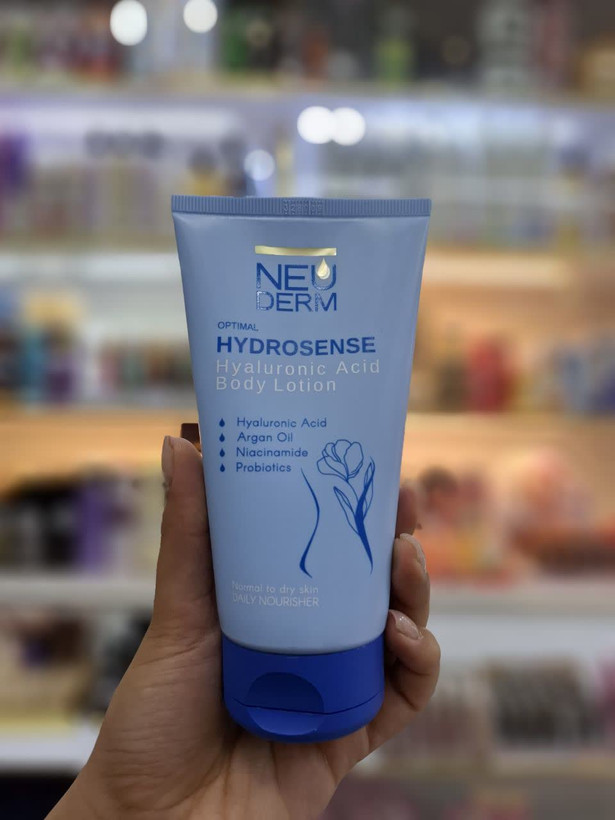 NEU
DERM
OPTIMAL
HYDROSENSE
Hyaluronic Acid
Body Lotion
Hyaluronic Acid
Argan Oil
Niacinamide
Probiotics
Normal to dry skin
DAILY NOURISHER